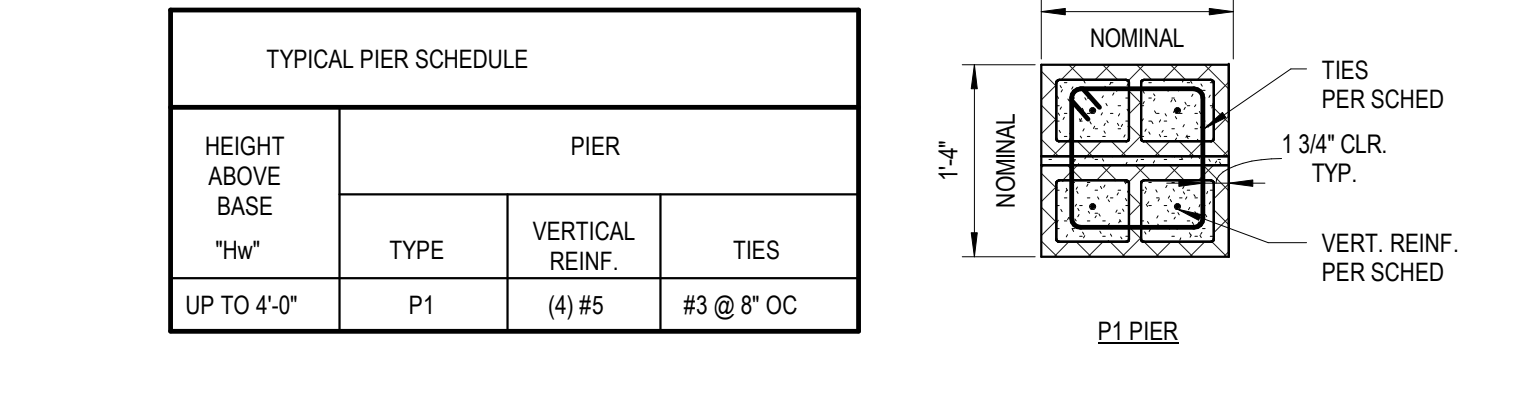 TYPICAL PIER SCHEDULE
HEIGHT
ABOVE
BASE
"Hw"
PIER
TYPE
VERTICAL
REINF.
TIES
UP TO 4'-0"
P1
(4) #5
#3 @ 8" OC
NOMINAL
1'-4"
NOMINAL
TIES
PER SCHED
1 3/4" CLR.
TYP.
VERT. REINF.
PER SCHED
P1 PIER